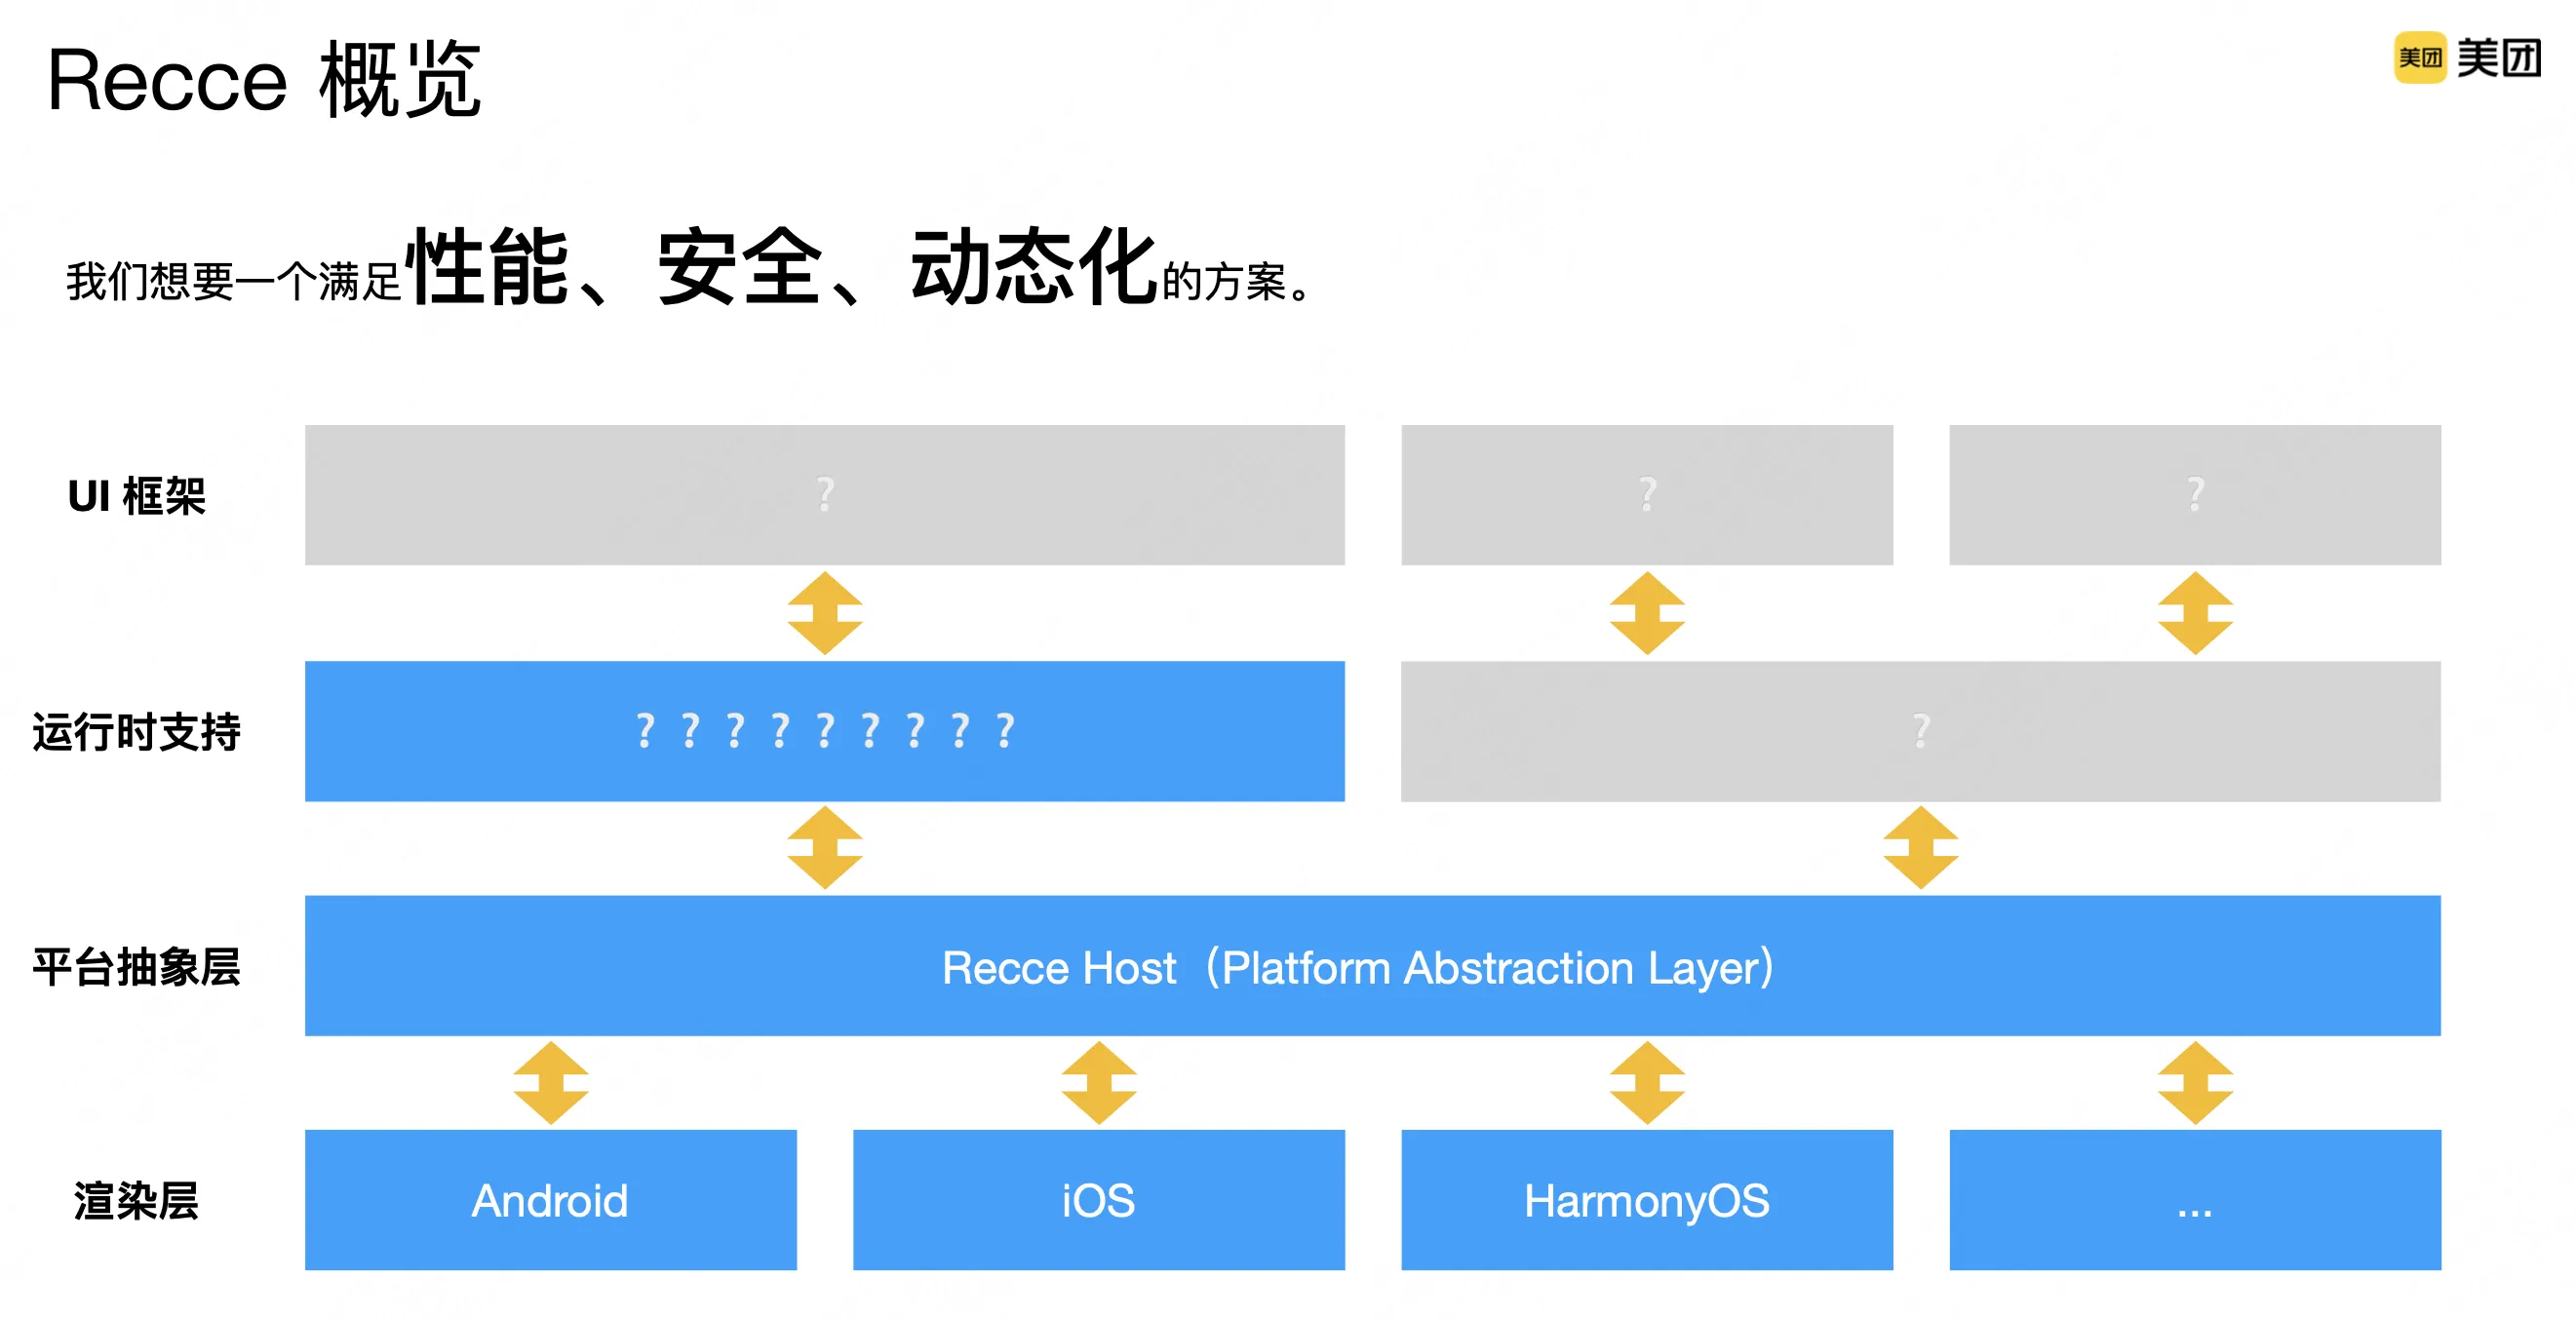 Recce 概览
美团 美团
我们想要一个满足性能、安全、动态化的方案。
UI 框架
?
?
?
运行时支持
? ? ? ? ? ? ? ? ?
?
平台抽象层
Recce Host（Platform Abstraction Layer）
渲染层
Android
iOS
HarmonyOS
...